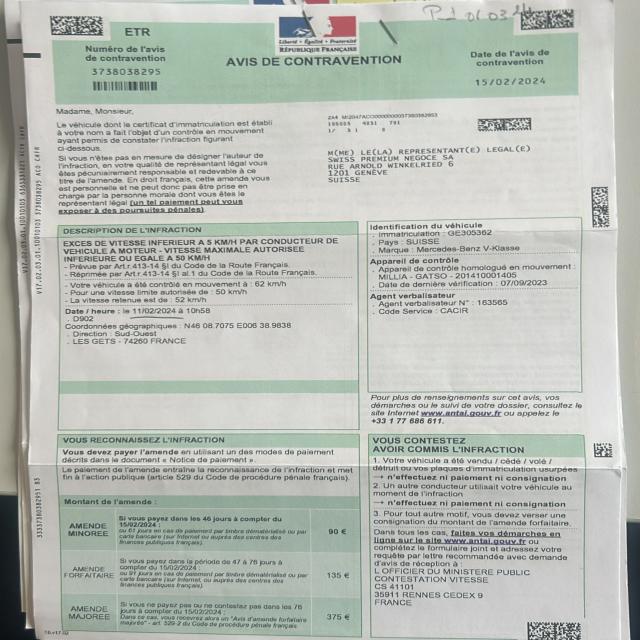 ETR
Numéro de l'avis
de contravention
3738038295
Liberté • Égalité • Fraternité
RÉPUBLIQUE FRANÇAISE
AVIS DE CONTRAVENTION
Date de l'avis de
contravention
15/02/2024
Madame, Monsieur,
Le véhicule dont le certificat d'immatriculation est établi
à votre nom a fait l'objet d'un contrôle en mouvement
ayant permis de constater l'infraction figurant
ci-dessous.
Si vous n'êtes pas en mesure de désigner l'auteur de
l'infraction, en votre qualité de représentant légal vous
êtes pécuniairement responsable et redevable à ce
titre de l'amende. En droit français, cette amende vous
est personnelle et ne peut donc pas être prise en
charge par la personne morale dont vous êtes le
représentant légal (un tel paiement peut vous
exposer à des poursuites pénales).
M(ME) LE(LA) REPRESENTANT(E) LEGAL(E)
SWISS PREMIUM NEGOCE SA
RUE ARNOLD WINKELRIED 6
1201 GENÈVE
SUISSE
DESCRIPTION DE L'INFRACTION
EXCES DE VITESSE INFERIEUR A 5 KM/H PAR CONDUCTEUR DE
VEHICULE A MOTEUR - VITESSE MAXIMALE AUTORISEE
INFERIEURE OU EGALE A 50 KM/H
- Prévue par Art.r.413-14 §I du Code de la Route Français.
- Réprimée par Art.r.413-14 §I al.1 du Code de la Route Français.
- Votre véhicule a été contrôlé en mouvement à : 62 km/h
- Pour une vitesse limite autorisée de : 50 km/h
- La vitesse retenue est de : 52 km/h
Date / heure : le 11/02/2024 à 10h58
- D902
Coordonnées géographiques : N46 08.7075 E006 38.9838
- Direction : Sud-Ouest
- LES GETS - 74260 FRANCE
Identification du véhicule
- Immatriculation : GE305362
- Pays : SUISSE
- Marque : Mercedes-Benz V-Klasse
Appareil de contrôle
- Appareil de contrôle homologué en mouvement :
MILLIA - GATSO - 201410001405
- Date de dernière vérification : 07/09/2023
Agent verbalisateur
- Agent verbalisateur N° : 163565
- Code Service : CACIR
Pour plus de renseignements sur cet avis, vos
démarches ou le suivi de votre dossier, consultez le
site Internet www.antai.gouv.fr ou appelez le
+33 1 77 686 611.
VOUS RECONNAISSEZ L'INFRACTION
Vous devez payer l'amende en utilisant un des modes de paiement
décrits dans le document « Notice de paiement ».
Le paiement de l'amende entraîne la reconnaissance de l'infraction et met
fin à l'action publique (article 529 du Code de procédure pénale français).
Montant de l'amende :
AMENDE
MINOREE
Si vous payez dans les 46 jours à compter du
15/02/2024 :
ou 61 jours en cas de paiement par timbre dématérialisé ou par
carte bancaire (sur Internet ou auprès des centres des
finances publiques français).
90 €
AMENDE
FORFAITAIRE
Si vous payez dans la période de 47 à 76 jours à
compter du 15/02/2024 :
ou 91 jours en cas de paiement par timbre dématérialisé ou par
carte bancaire (sur Internet ou auprès des centres des
finances publiques français).
135 €
AMENDE
MAJOREE
Si vous ne payez pas ou ne contestez pas dans les 76
jours à compter du 15/02/2024 :
Dans ce cas, vous recevrez alors un "Avis d'amende forfaitaire
majorée" - art. 529-2 du Code de procédure pénale français.
375 €
VOUS CONTESTEZ
AVOIR COMMIS L'INFRACTION
1. Votre véhicule a été vendu / cédé / volé /
détruit ou vos plaques d'immatriculation usurpées
→ n'effectuez ni paiement ni consignation
2. Un autre conducteur utilisait votre véhicule au
moment de l'infraction
→ n'effectuez ni paiement ni consignation
3. Pour tout autre motif, vous devez verser une
consignation du montant de l'amende forfaitaire.
Dans tous les cas, faites vos démarches en
ligne sur le site www.antai.gouv.fr ou
complétez le formulaire joint et adressez votre
requête par lettre recommandée avec demande
d'avis de réception à :
L OFFICIER DU MINISTERE PUBLIC
CONTESTATION VITESSE
CS 41101
35911 RENNES CEDEX 9
FRANCE